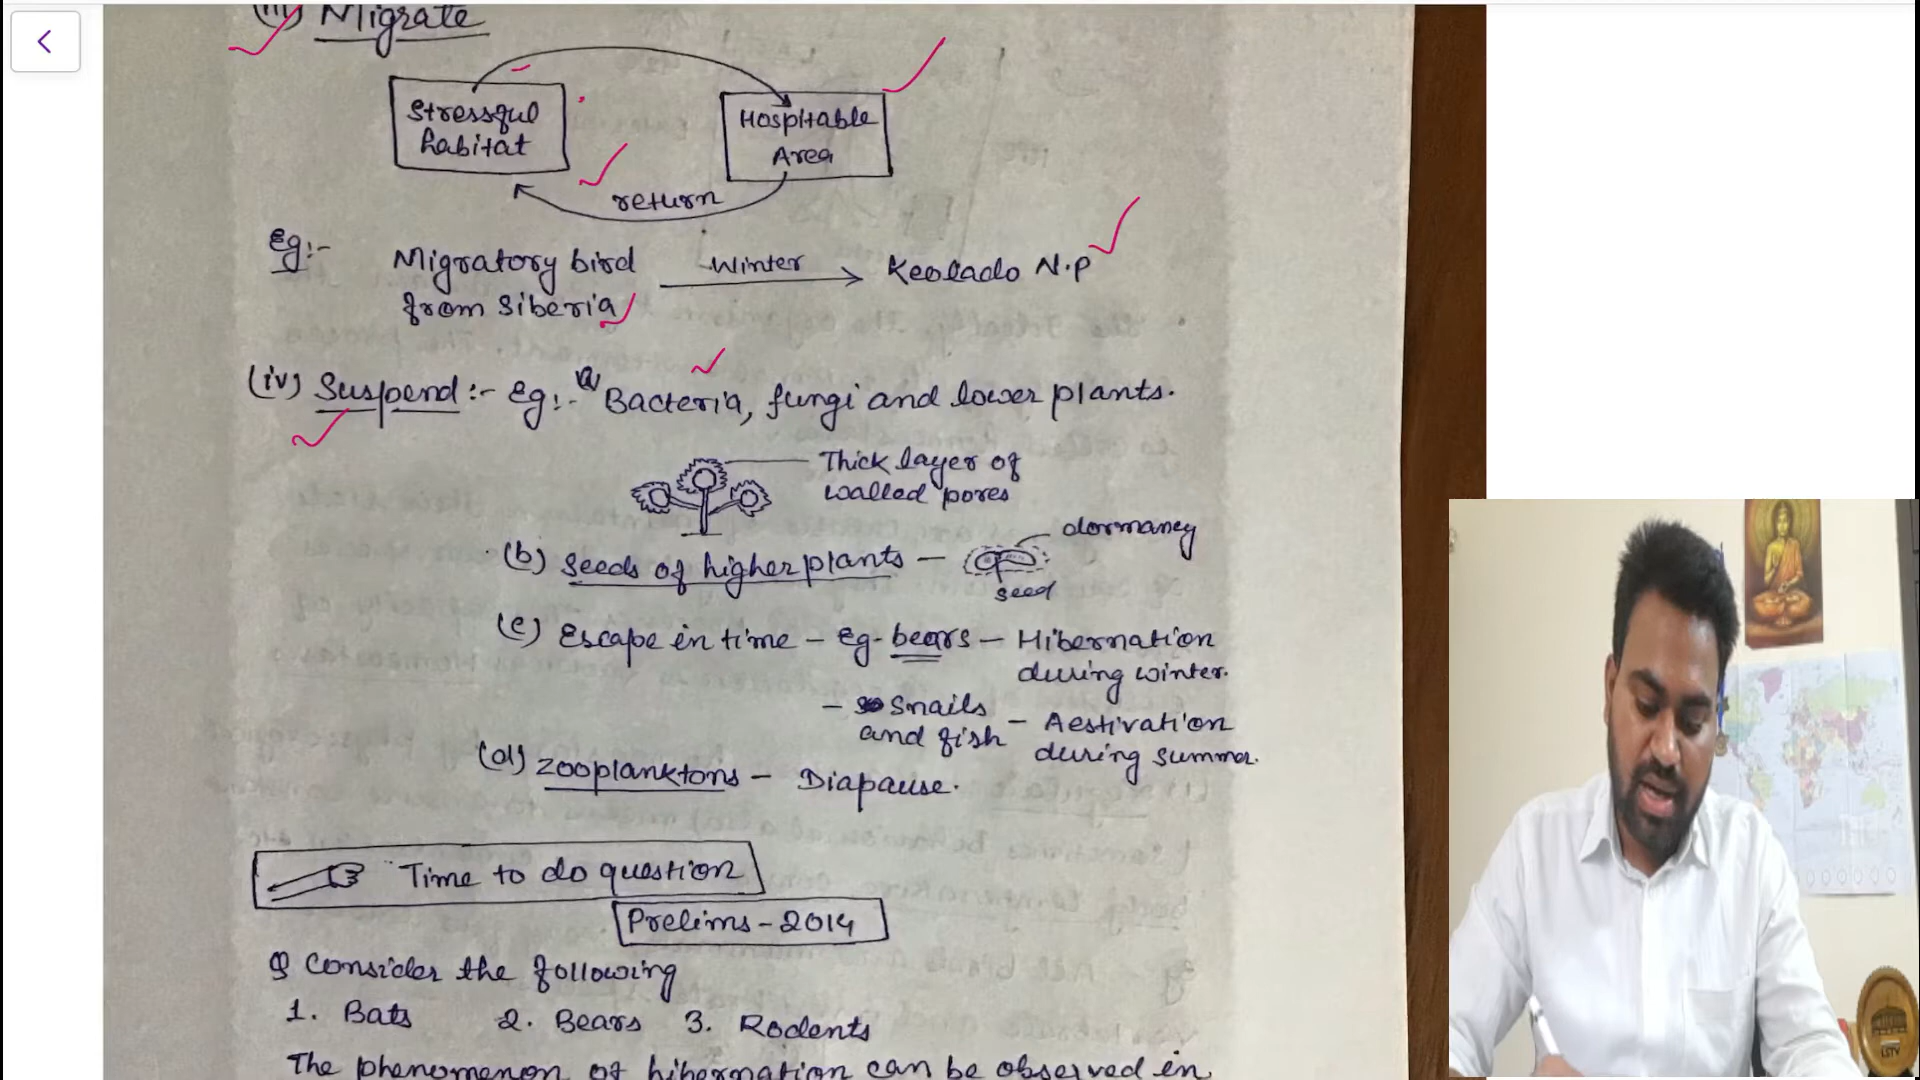 (iii) Migrate
Stressful
habitat
Hospitable
Area
return
Eg:- Migratory bird
from Siberia
Winter
Keolado N.P
(iv) Suspend :- Eg:- (a) Bacteria, fungi and lower plants.
Thick layer of
walled pores
(b) Seeds of higher plants -
dormancy
seed
(c) Escape in time - Eg- bears - Hibernation
during winter.
- Snails
and fish - Aestivation
during summer.
(d) Zooplanktons - Diapause.
Time to do question
Prelims - 2014
Q Consider the following
1. Bats 2. Bears 3. Rodents
The phenomenon of hibernation can be observed in
LSTV